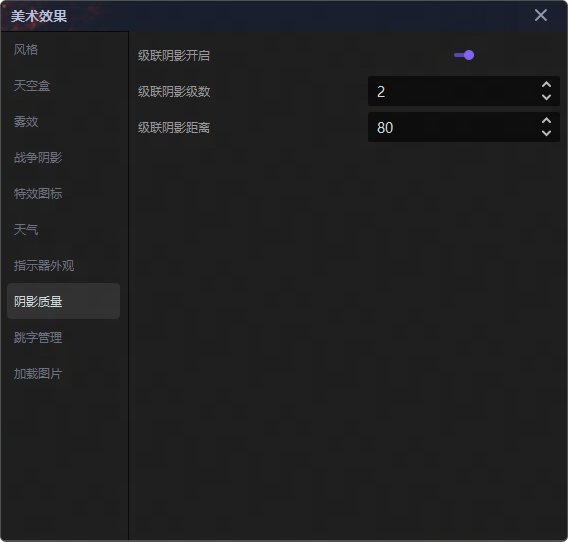 美术效果
风格
天空盒
雾效
战争阴影
特效图标
天气
指示器外观
阴影质量
跳字管理
加载图片
级联阴影开启
级联阴影级数
2
级联阴影距离
80